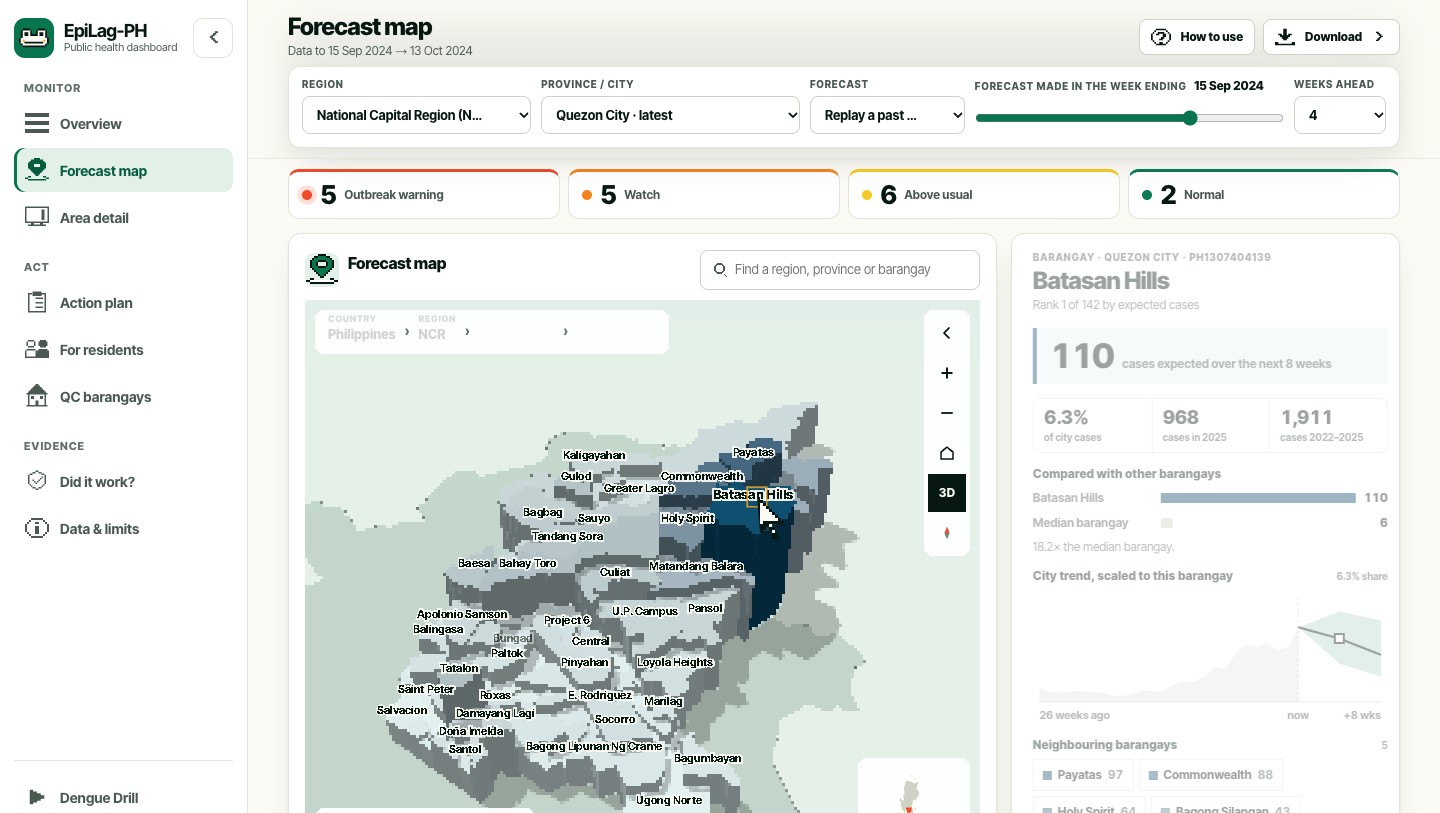 EpiLag-PH
Public health dashboard
MONITOR
Overview
Forecast map
Area detail
ACT
Action plan
For residents
QC barangays
EVIDENCE
Did it work?
Data & limits
Dengue Drill
Forecast map
Data to 15 Sep 2024 → 13 Oct 2024
How to use
Download
REGION
National Capital Region (N...
PROVINCE / CITY
Quezon City · latest
FORECAST
Replay a past ...
FORECAST MADE IN THE WEEK ENDING 15 Sep 2024
WEEKS AHEAD
4
5 Outbreak warning
5 Watch
6 Above usual
2 Normal
Forecast map
Find a region, province or barangay
COUNTRY
Philippines
REGION
NCR
3D
Kaligayahan
Payatas
Gulod
Commonwealth
Greater Lagro
Batasan Hills
Bagbag
Sauyo
Holy Spirit
Tandang Sora
Baesa
Bahay Toro
Culiat
Matandang Balara
Apolonio Samson
Project 6
U.P. Campus
Pansol
Balingasa
Bungad
Central
Paltok
Tatalon
Pinyahan
Loyola Heights
Saint Peter
Roxas
E. Rodriguez
Marilag
Salvacion
Damayang Lagi
Socorro
Doña Imelda
Santol
Bagong Lipunan Ng Crame
Bagumbayan
Ugong Norte
BARANGAY · QUEZON CITY · PH1307404139
Batasan Hills
Rank 1 of 142 by expected cases
110 cases expected over the next 8 weeks
6.3%
of city cases
968
cases in 2025
1,911
cases 2022–2025
Compared with other barangays
Batasan Hills 110
Median barangay 6
18.2× the median barangay.
City trend, scaled to this barangay 6.3% share
26 weeks ago now +8 wks
Neighbouring barangays 5
Payatas 97
Commonwealth 88
Holy Spirit 64
Bagong Silangan 43